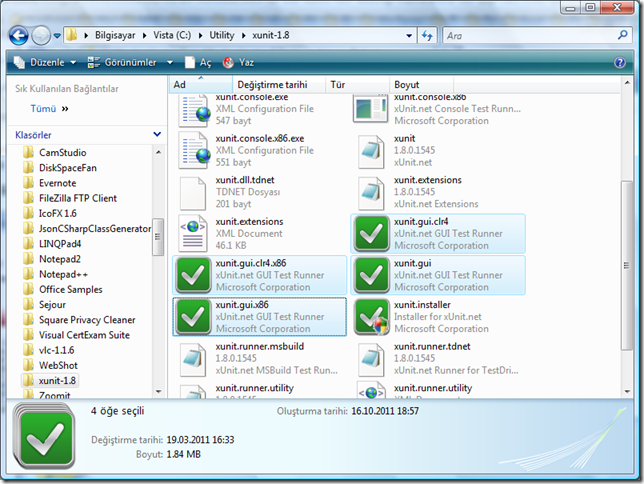 Bilgisayar
Vista (C:)
Utility
xunit-1.8
Ara
Düzenle
Görünümler
Aç
Yaz
Sık Kullanılan Bağlantılar
Tümü
Klasörler
CamStudio
DiskSpaceFan
Evernote
FileZilla FTP Client
IcoFX 1.6
JsonCSharpClassGenerator
LINQPad4
Notepad2
Notepad++
Office Samples
Sejour
Square Privacy Cleaner
Visual CertExam Suite
vlc-1.1.6
WebShot
xunit-1.8
Zoomit
Ad
Değiştirme tarihi
Tür
Boyut
xunit.console.exe
XML Configuration File
547 bayt
xunit.console.x86
xUnit.net Console Test Runn...
Microsoft Corporation
xunit.console.x86.exe
XML Configuration File
551 bayt
xunit
1.8.0.1545
xUnit.net
xunit.dll.tdnet
TDNET Dosyası
201 bayt
xunit.extensions
1.8.0.1545
xUnit.net Extensions
xunit.extensions
XML Document
46.1 KB
xunit.gui.clr4
xUnit.net GUI Test Runner
Microsoft Corporation
xunit.gui.clr4.x86
xUnit.net GUI Test Runner
Microsoft Corporation
xunit.gui
xUnit.net GUI Test Runner
Microsoft Corporation
xunit.gui.x86
xUnit.net GUI Test Runner
Microsoft Corporation
xunit.installer
Installer for xUnit.net
Microsoft Corporation
xunit.runner.msbuild
1.8.0.1545
xUnit.net MSBuild Test Run...
xunit.runner.tdnet
1.8.0.1545
xUnit.net Runner for TestDri...
xunit.runner.utility
1.8.0.1545
xunit.runner.utility
XML Document
4 öğe seçili
Oluşturma tarihi: 16.10.2011 18:57
Değiştirme tarihi: 19.03.2011 16:33
Boyut: 1.84 MB